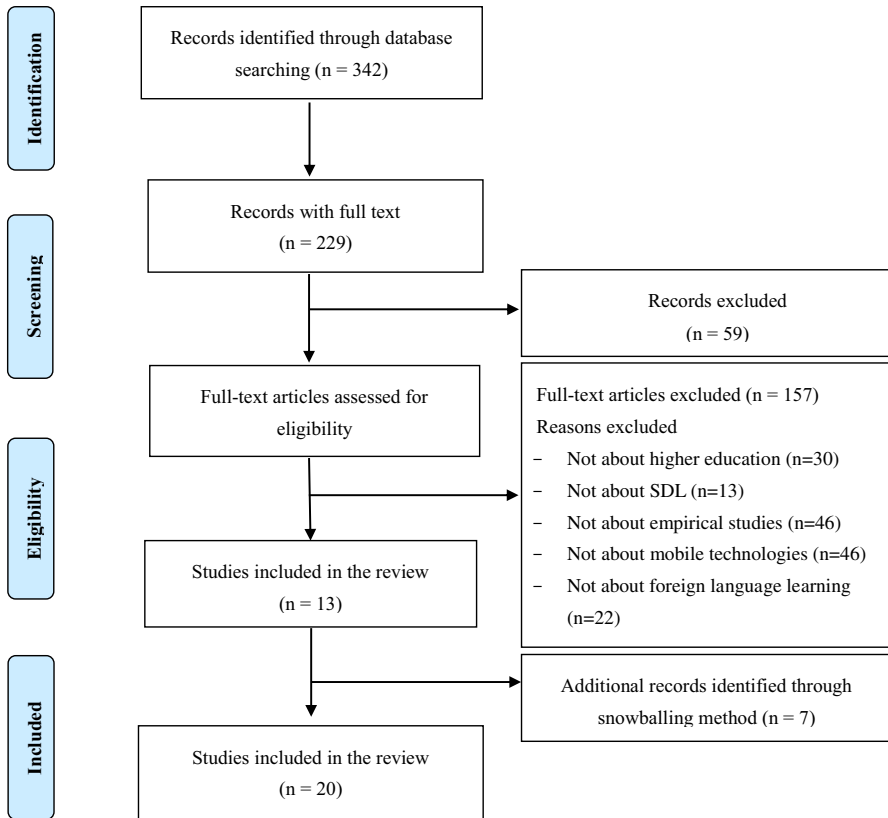 Identification
Records identified through database
searching (n = 342)
Records with full text
(n = 229)
Screening
Records excluded
(n = 59)
Full-text articles assessed for
eligibility
Full-text articles excluded (n = 157)
Reasons excluded
− Not about higher education (n=30)
− Not about SDL (n=13)
− Not about empirical studies (n=46)
− Not about mobile technologies (n=46)
− Not about foreign language learning
(n=22)
Eligibility
Studies included in the review
(n = 13)
Additional records identified through
snowballing method (n = 7)
Included
Studies included in the review
(n = 20)